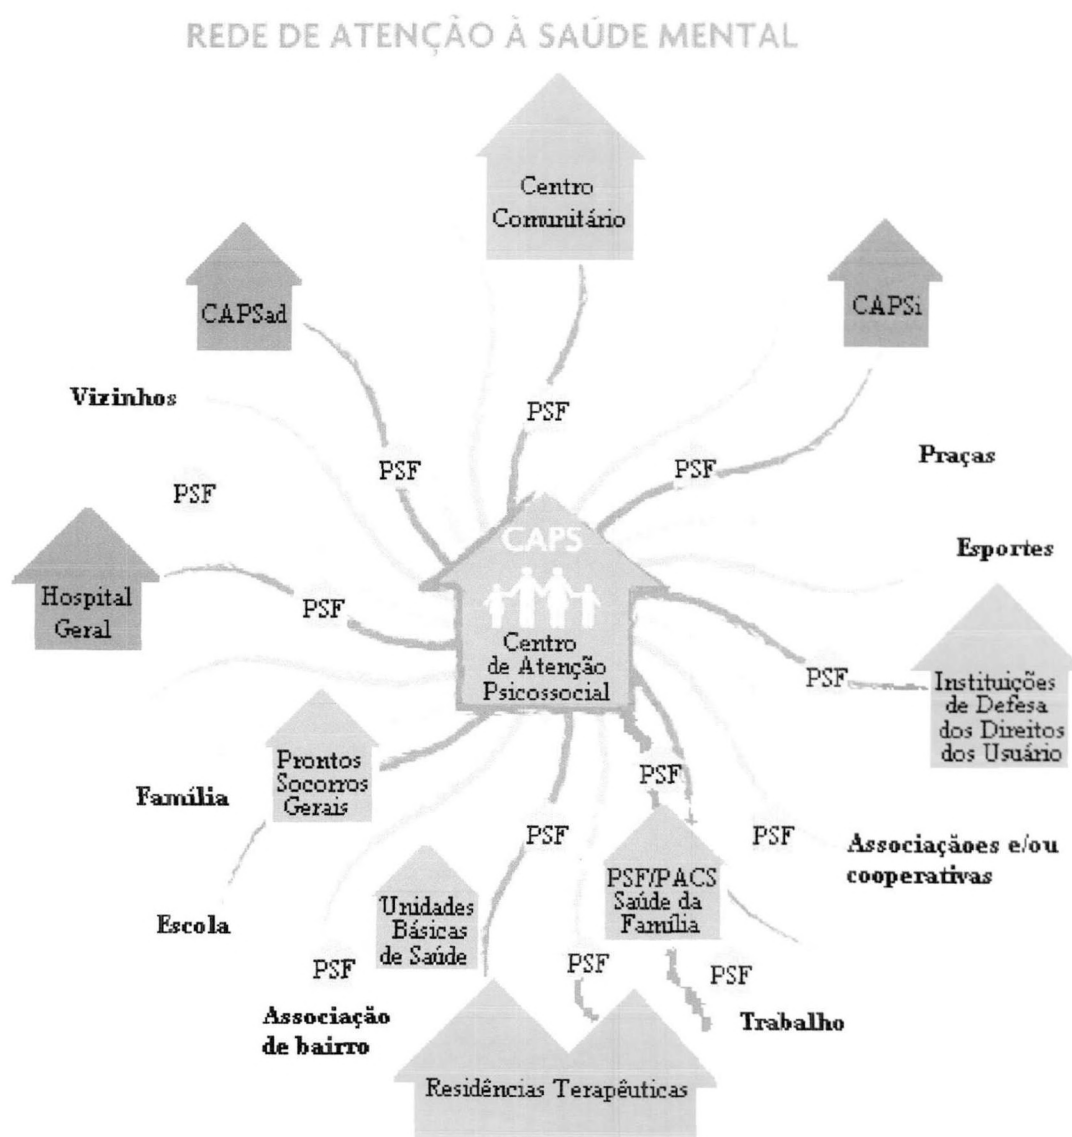 REDE DE ATENÇÃO À SAÚDE MENTAL
Centro
Comunitário
CAPSad
CAPSi
Vizinhos
PSF
PSF
PSF
Praças
PSF
CAPS
Esportes
Hospital
Geral
PSF
Centro
de Atenção
Psicossocial
PSF
Instituições
de Defesa
dos Direitos
dos Usuário
Prontos
Socorros
Gerais
Família
PSF
PSF
PSF
Associaçãoes e/ou
cooperativas
PSF/PACS
Saúde da
Família
Escola
Unidades
Básicas
de Saúde
PSF
PSF
PSF
Associação
de bairro
Trabalho
Residências Terapêuticas